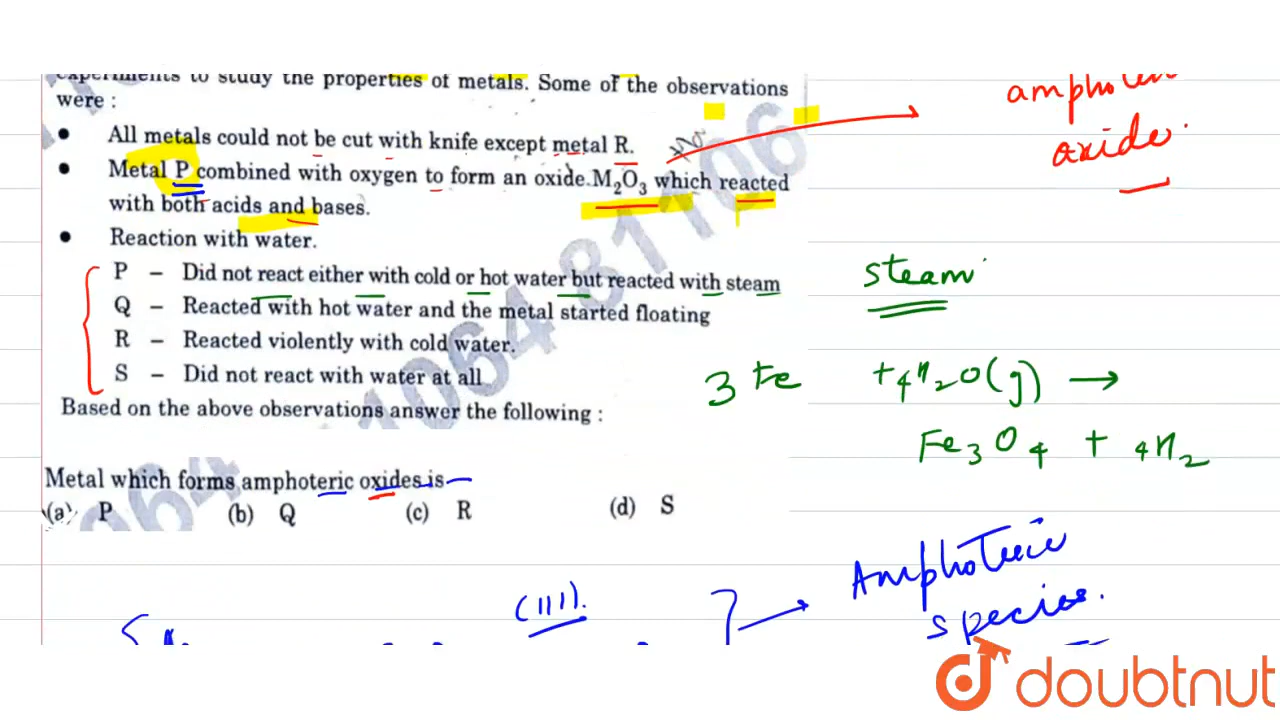 experiments to study the properties of metals. Some of the observations
were :
• All metals could not be cut with knife except metal R.
• Metal P combined with oxygen to form an oxide M₂O₃ which reacted
with both acids and bases.
• Reaction with water.
P – Did not react either with cold or hot water but reacted with steam
Q – Reacted with hot water and the metal started floating
R – Reacted violently with cold water.
S – Did not react with water at all
Based on the above observations answer the following :
Metal which forms amphoteric oxides is
(a) P (b) Q (c) R (d) S
oxide
steam
3 Fe + 4H₂O(g) →
Fe₃O₄ + 4H₂
(111).
Amphoteric
species.
1064 81106
1064
doubtnut